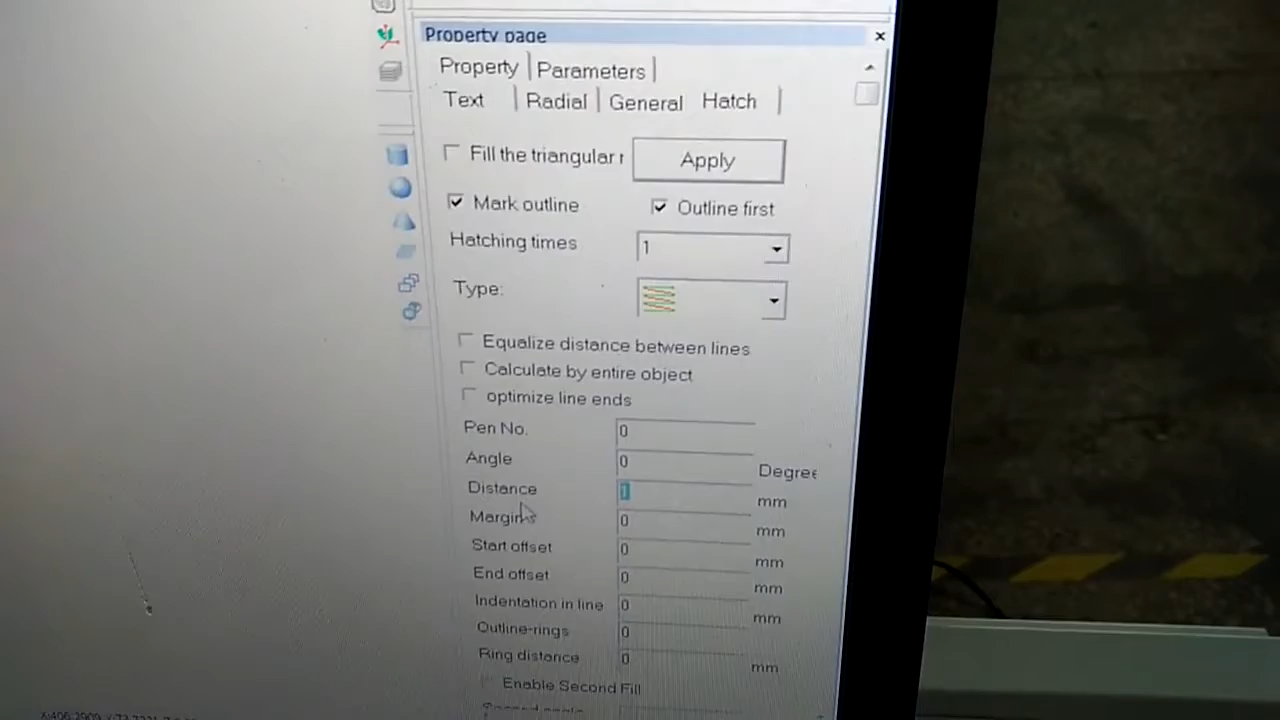 Property page
Property Parameters
Text Radial General Hatch
Fill the triangular r Apply
Mark outline Outline first
Hatching times 1
Type:
Equalize distance between lines
Calculate by entire object
optimize line ends
Pen No. 0
Angle 0 Degree
Distance 1 mm
Margins 0 mm
Start offset 0 mm
End offset 0 mm
Indentation in line 0 mm
Outline-rings 0
Ring distance 0 mm
Enable Second Fill